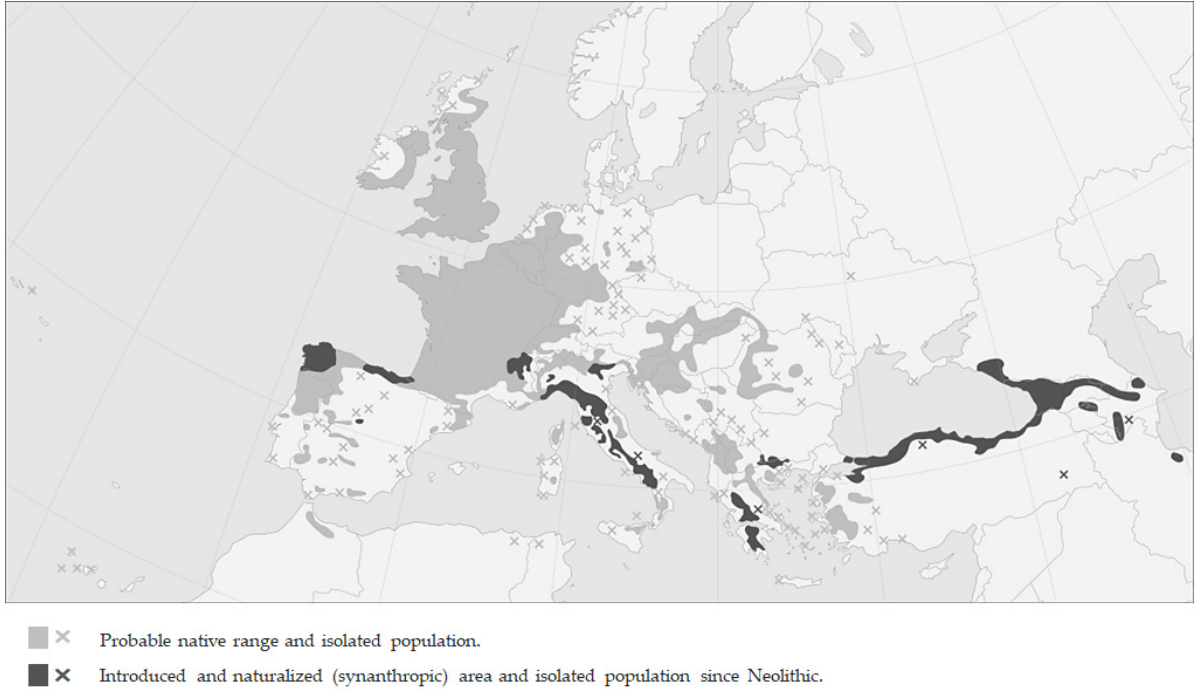 Probable native range and isolated population.
Introduced and naturalized (synanthropic) area and isolated population since Neolithic.